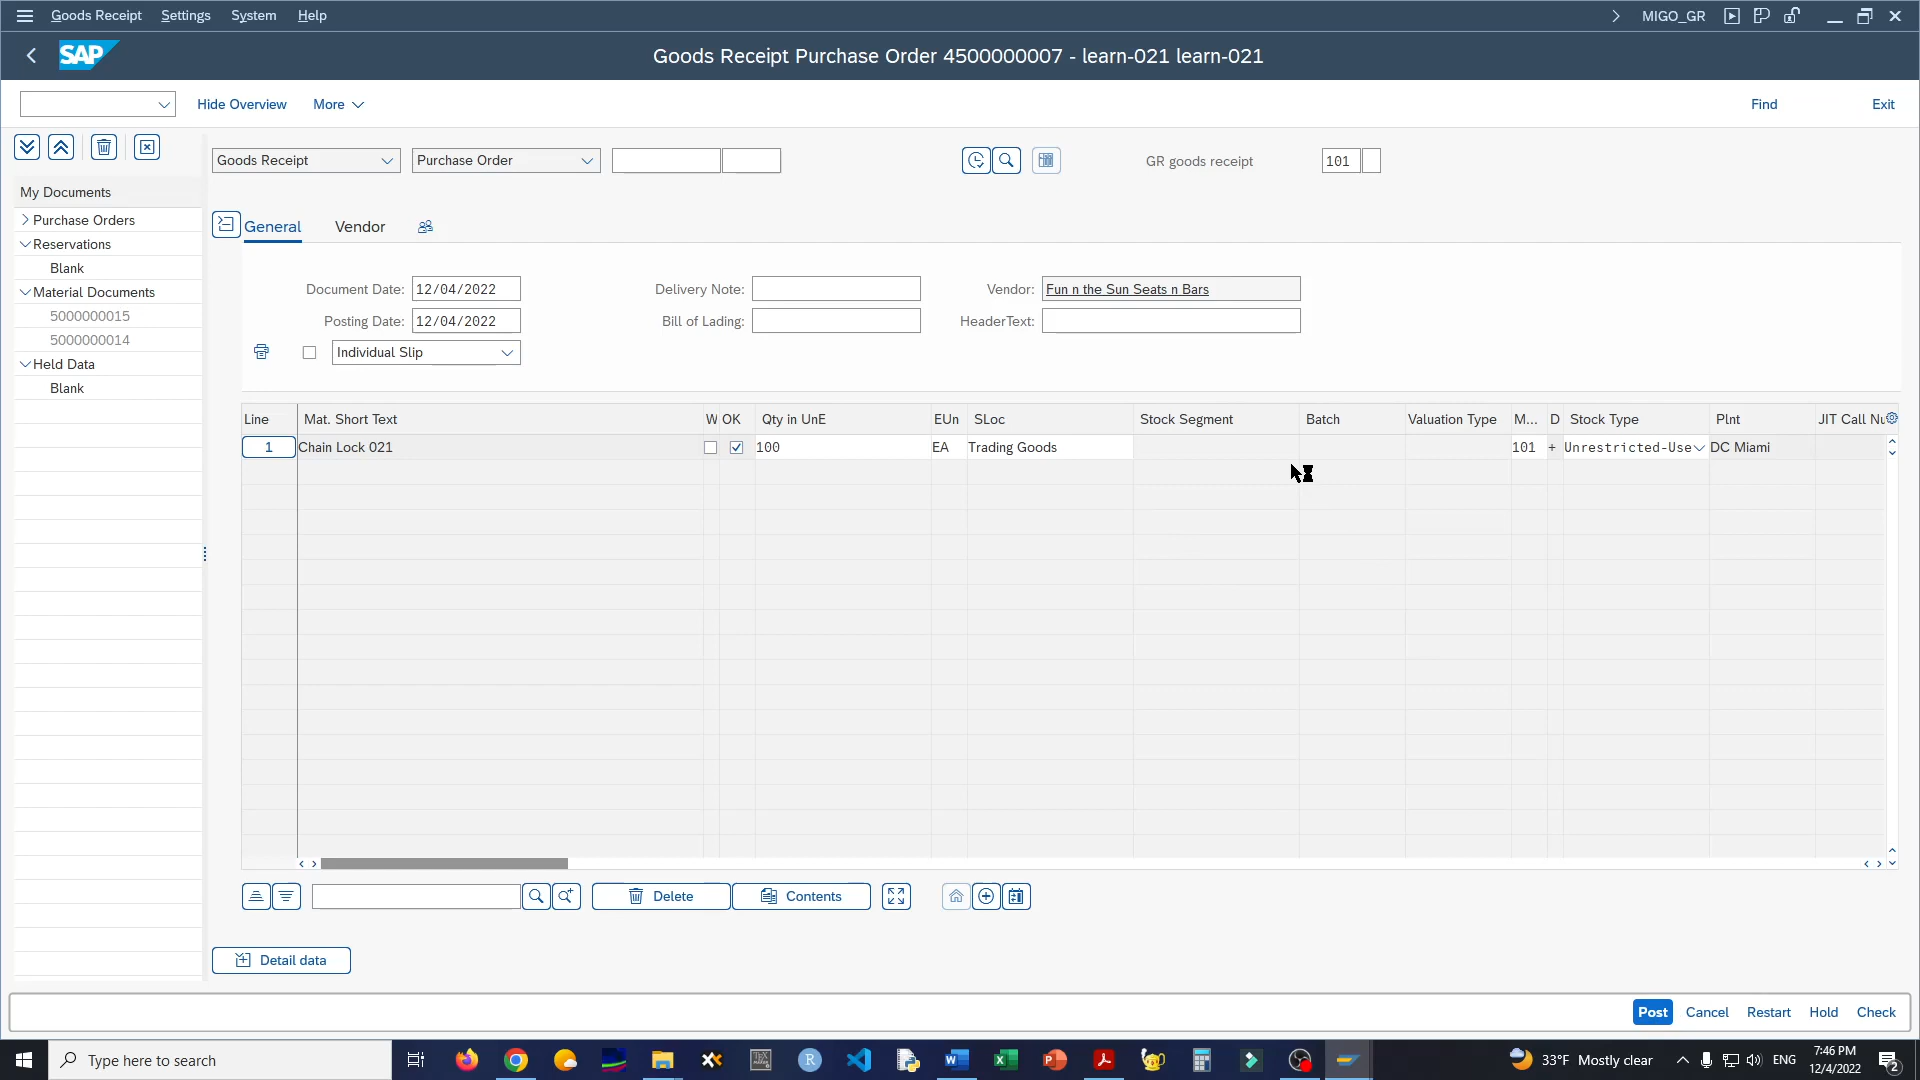 Goods Receipt Settings System Help MIGO_GR
SAP Goods Receipt Purchase Order 4500000007 - learn-021 learn-021
Hide Overview More Find Exit
Goods Receipt Purchase Order GR goods receipt 101
My Documents
Purchase Orders
Reservations
Blank
Material Documents
5000000015
5000000014
Held Data
Blank
General Vendor
Document Date: 12/04/2022 Delivery Note: Vendor: Fun n the Sun Seats n Bars
Posting Date: 12/04/2022 Bill of Lading: HeaderText:
Individual Slip
Line Mat. Short Text W OK Qty in UnE EUn SLoc Stock Segment Batch Valuation Type M... D Stock Type Plnt JIT Call Nu
1 Chain Lock 021 100 EA Trading Goods 101 + Unrestricted-Use DC Miami
Delete Contents
Detail data
Post Cancel Restart Hold Check
Type here to search 33°F Mostly clear ENG 7:46 PM
12/4/2022 2